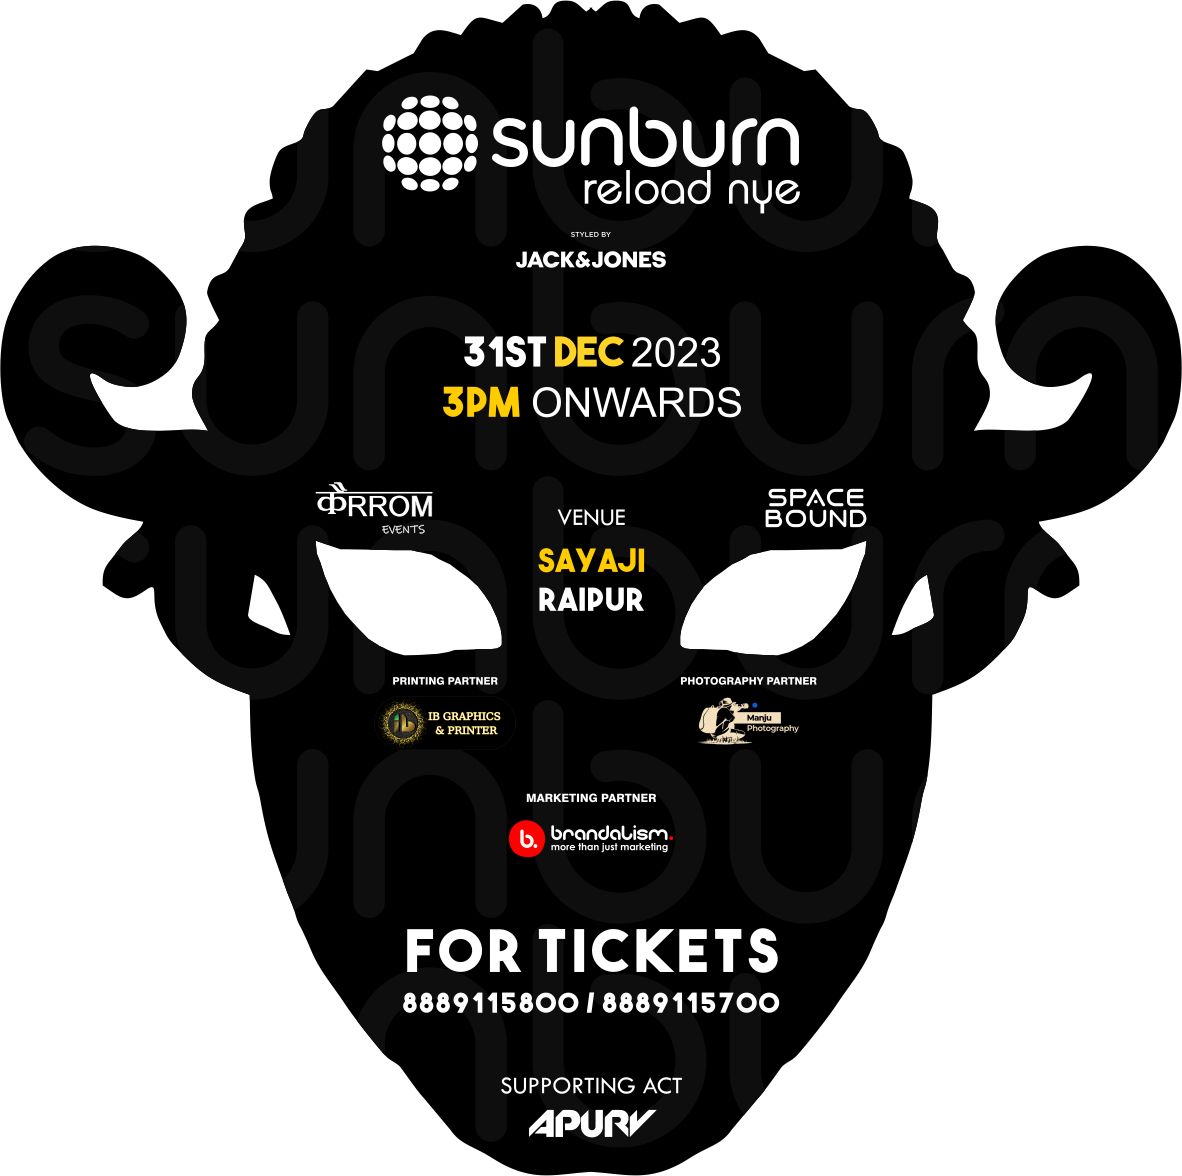 sunburn
reload nye
STYLED BY
JACK&JONES
31ST DEC 2023
3PM ONWARDS
कैRROM
EVENTS
SPACE
BOUND
VENUE
SAYAJI
RAIPUR
PRINTING PARTNER
ib IB GRAPHICS
& PRINTER
PHOTOGRAPHY PARTNER
Manju
Photography
MARKETING PARTNER
b. brandalism.
more than just marketing
FOR TICKETS
8889115800 / 8889115700
SUPPORTING ACT
APURV